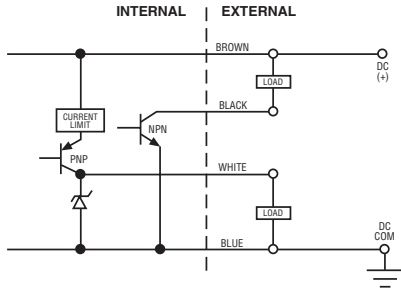 INTERNAL EXTERNAL
BROWN
DC
(+)
LOAD
CURRENT
LIMIT
BLACK
NPN
PNP
WHITE
LOAD
DC
COM
BLUE